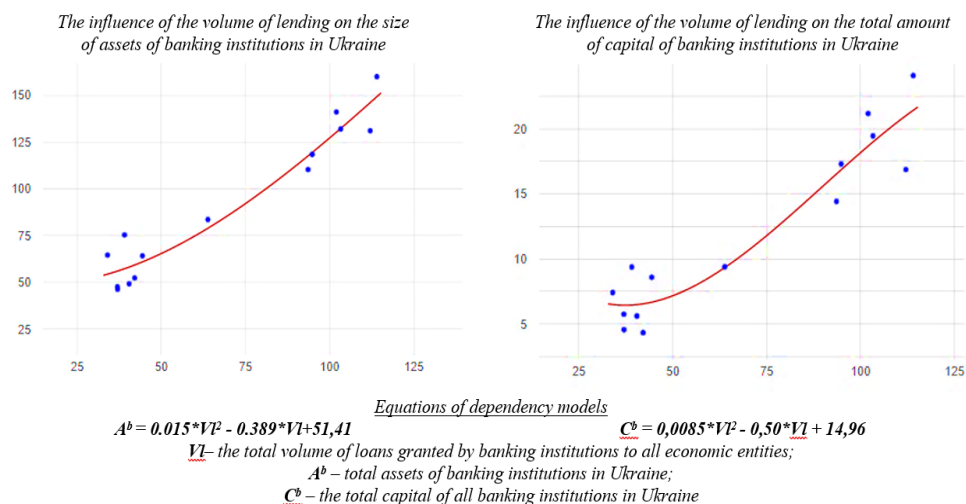 The influence of the volume of lending on the size
of assets of banking institutions in Ukraine
150
125
100
75
50
25
25 50 75 100 125
The influence of the volume of lending on the total amount
of capital of banking institutions in Ukraine
20
15
10
5
25 50 75 100 125
Equations of dependency models
Aᵇ = 0.015*Vl² - 0.389*Vl+51,41
Cᵇ = 0,0085*Vl² - 0,50*Vl + 14,96
Vl– the total volume of loans granted by banking institutions to all economic entities;
Aᵇ – total assets of banking institutions in Ukraine;
Cᵇ – the total capital of all banking institutions in Ukraine